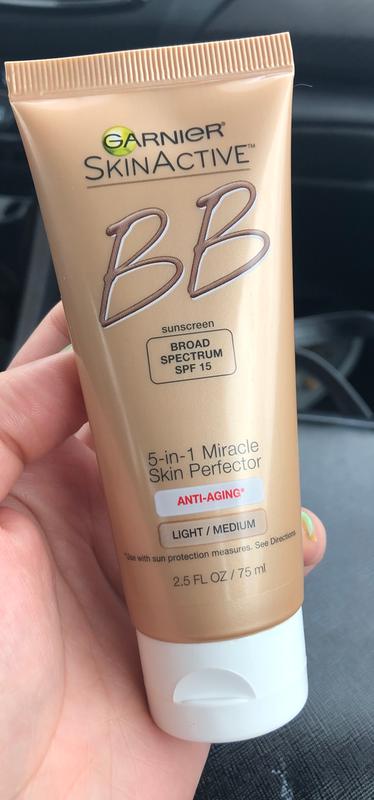 GARNIER®
SKINACTIVE™
BB
sunscreen
BROAD
SPECTRUM
SPF 15
5-in-1 Miracle
Skin Perfector
ANTI-AGING*
LIGHT / MEDIUM
*Use with sun protection measures. See Directions
2.5 FL OZ / 75 ml